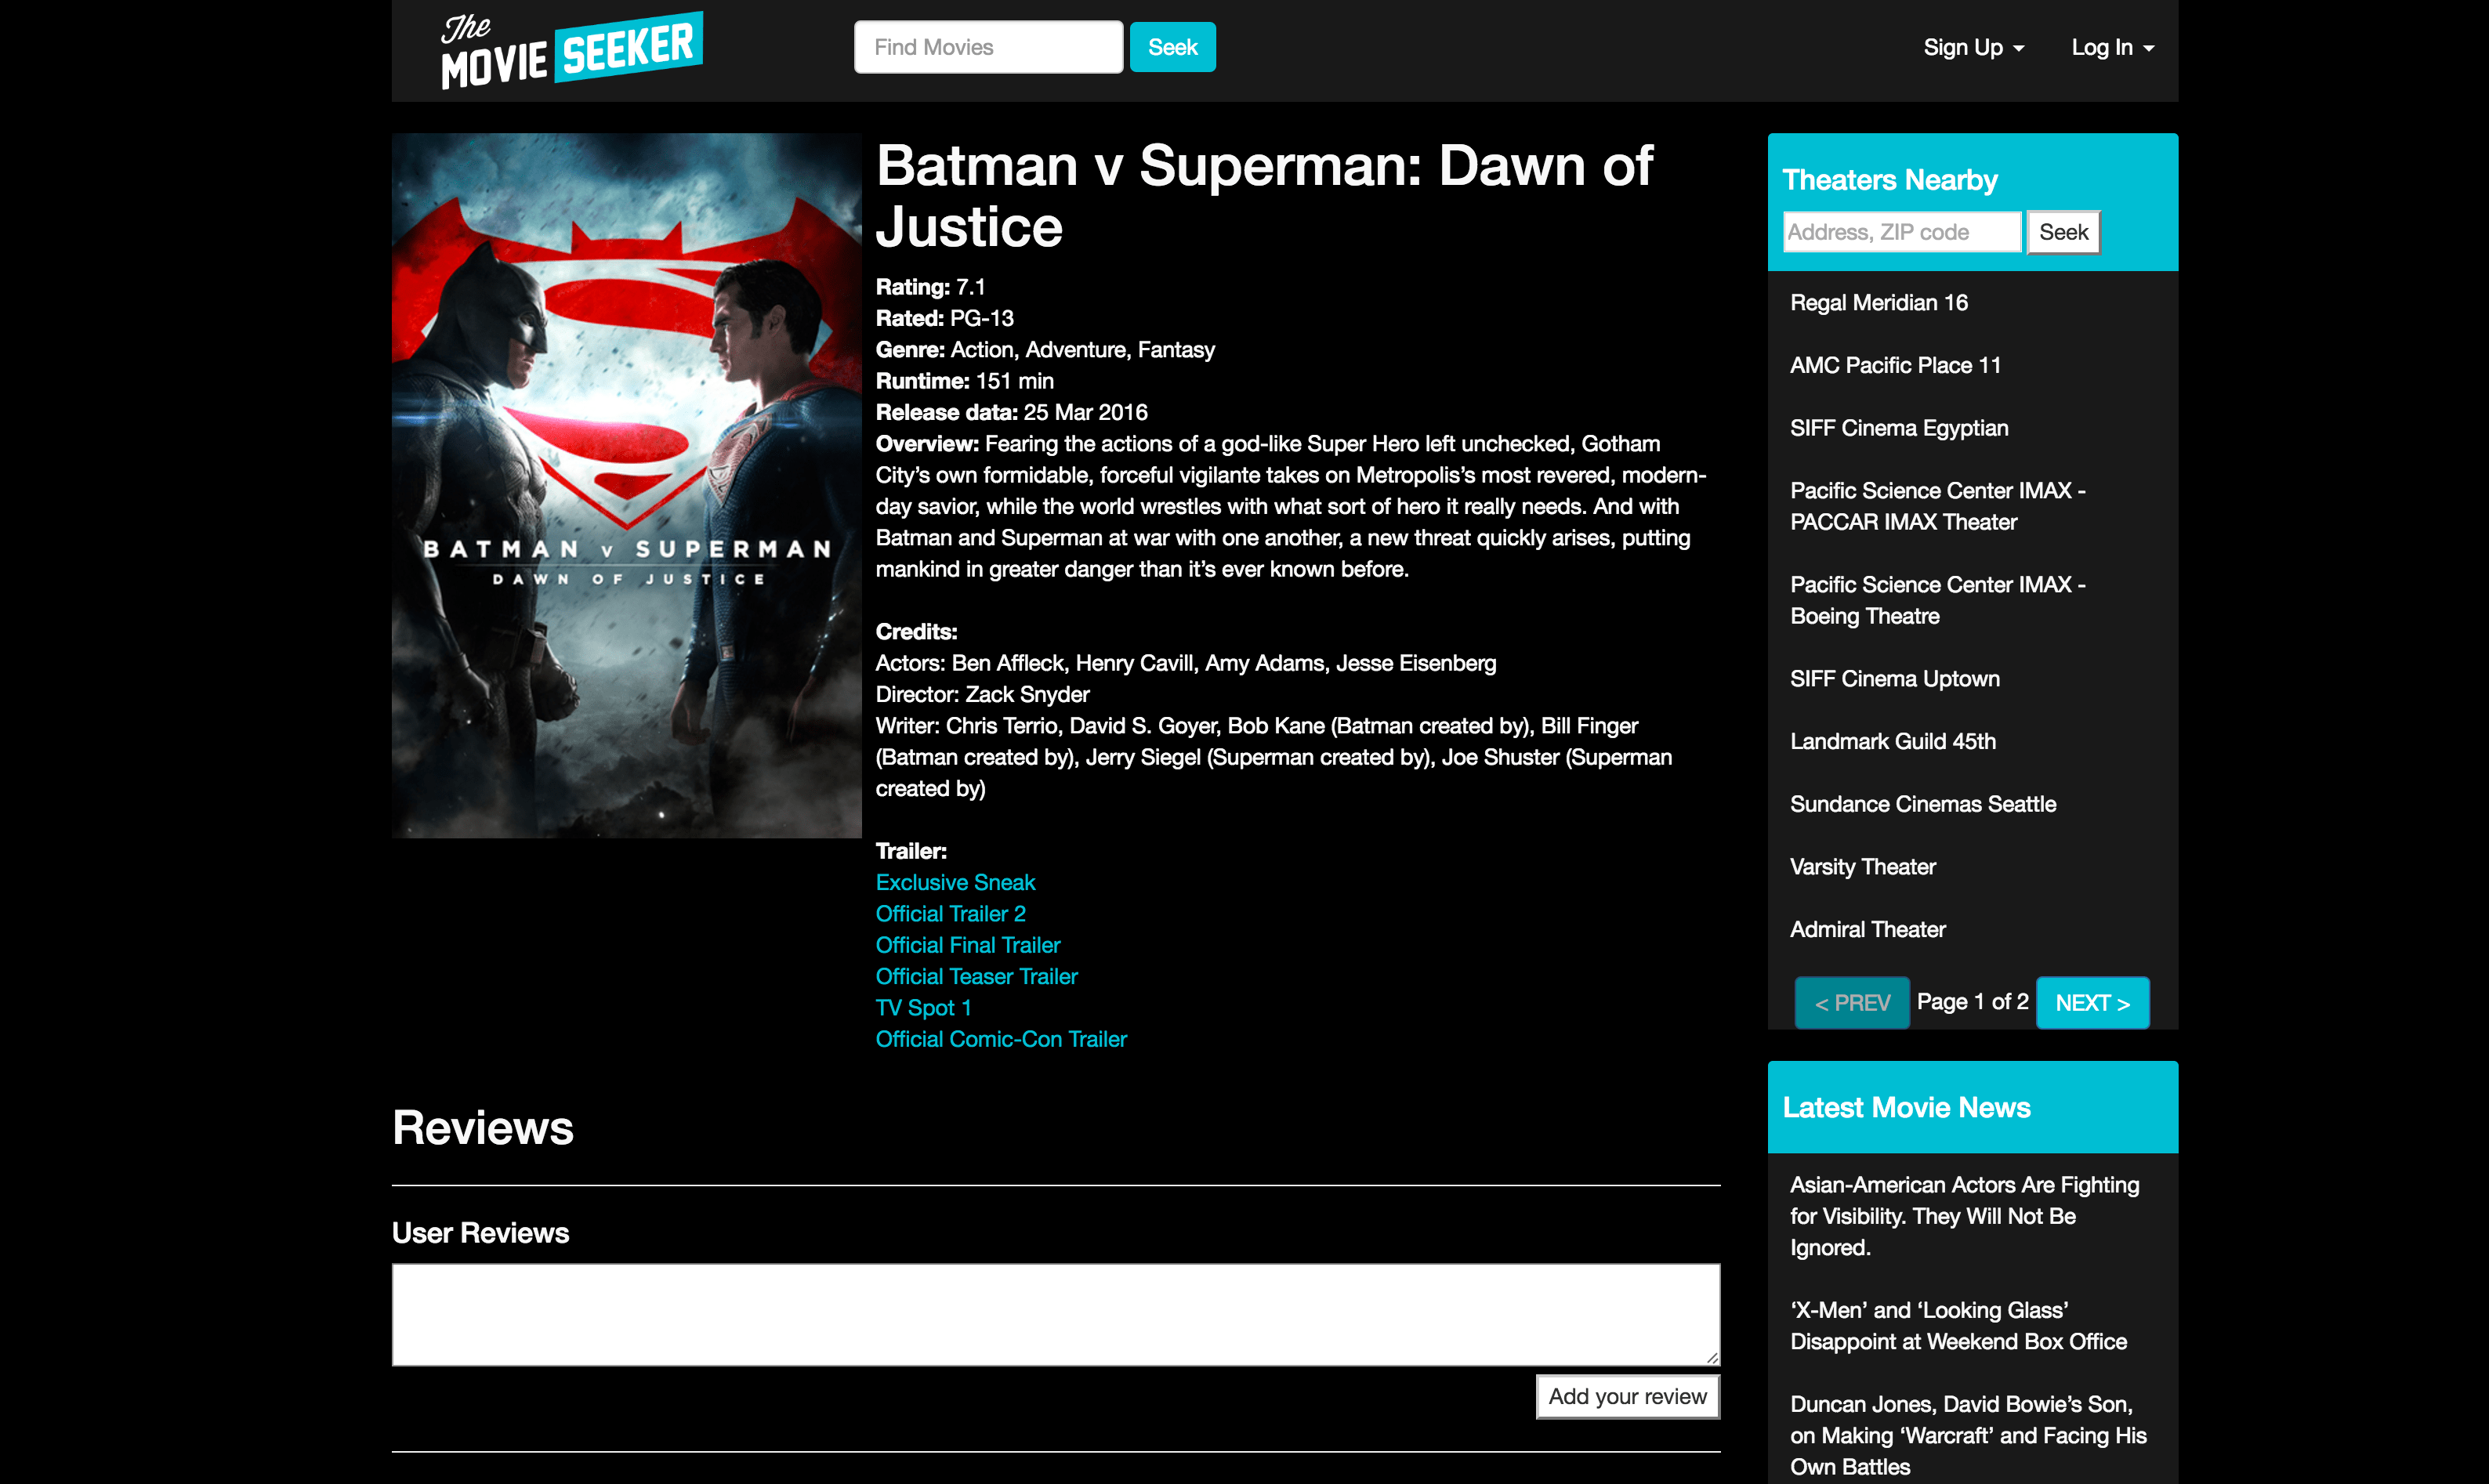 The
MOVIE SEEKER
Find Movies
Seek
Sign Up
Log In
BATMAN v SUPERMAN
DAWN OF JUSTICE
Batman v Superman: Dawn of
Justice
Rating: 7.1
Rated: PG-13
Genre: Action, Adventure, Fantasy
Runtime: 151 min
Release data: 25 Mar 2016
Overview: Fearing the actions of a god-like Super Hero left unchecked, Gotham
City’s own formidable, forceful vigilante takes on Metropolis’s most revered, modern-
day savior, while the world wrestles with what sort of hero it really needs. And with
Batman and Superman at war with one another, a new threat quickly arises, putting
mankind in greater danger than it’s ever known before.
Credits:
Actors: Ben Affleck, Henry Cavill, Amy Adams, Jesse Eisenberg
Director: Zack Snyder
Writer: Chris Terrio, David S. Goyer, Bob Kane (Batman created by), Bill Finger
(Batman created by), Jerry Siegel (Superman created by), Joe Shuster (Superman
created by)
Trailer:
Exclusive Sneak
Official Trailer 2
Official Final Trailer
Official Teaser Trailer
TV Spot 1
Official Comic-Con Trailer
Reviews
User Reviews
Add your review
Theaters Nearby
Address, ZIP code
Seek
Regal Meridian 16
AMC Pacific Place 11
SIFF Cinema Egyptian
Pacific Science Center IMAX -
PACCAR IMAX Theater
Pacific Science Center IMAX -
Boeing Theatre
SIFF Cinema Uptown
Landmark Guild 45th
Sundance Cinemas Seattle
Varsity Theater
Admiral Theater
< PREV Page 1 of 2 NEXT >
Latest Movie News
Asian-American Actors Are Fighting
for Visibility. They Will Not Be
Ignored.
‘X-Men’ and ‘Looking Glass’
Disappoint at Weekend Box Office
Duncan Jones, David Bowie’s Son,
on Making ‘Warcraft’ and Facing His
Own Battles